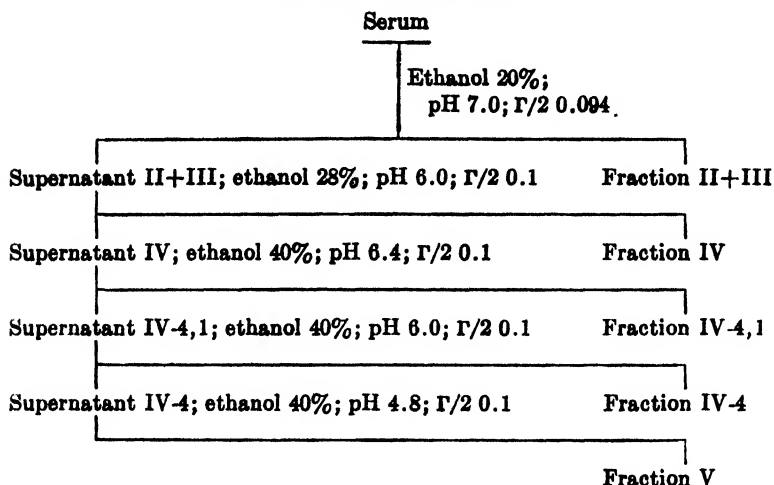 Serum
Ethanol 20%;
pH 7.0; Γ/2 0.094.
Supernatant II+III; ethanol 28%; pH 6.0; Γ/2 0.1 Fraction II+III
Supernatant IV; ethanol 40%; pH 6.4; Γ/2 0.1 Fraction IV
Supernatant IV-4,1; ethanol 40%; pH 6.0; Γ/2 0.1 Fraction IV-4,1
Supernatant IV-4; ethanol 40%; pH 4.8; Γ/2 0.1 Fraction IV-4
Fraction V